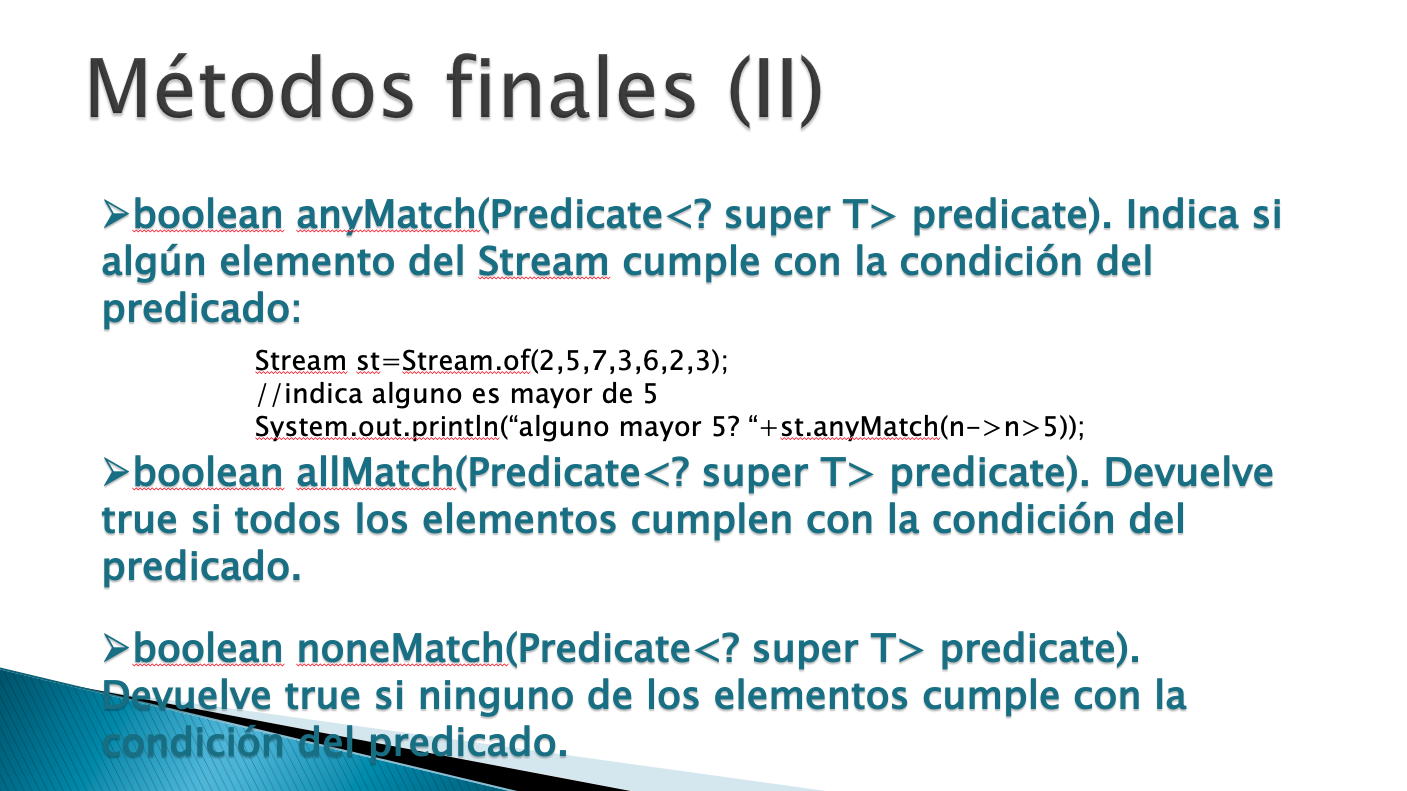 Métodos finales (II)
➢boolean anyMatch(Predicate<? super T> predicate). Indica si
algún elemento del Stream cumple con la condición del
predicado:
Stream st=Stream.of(2,5,7,3,6,2,3);
//indica alguno es mayor de 5
System.out.println(“alguno mayor 5? “+st.anyMatch(n->n>5));
➢boolean allMatch(Predicate<? super T> predicate). Devuelve
true si todos los elementos cumplen con la condición del
predicado.
➢boolean noneMatch(Predicate<? super T> predicate).
Devuelve true si ninguno de los elementos cumple con la
condición del predicado.